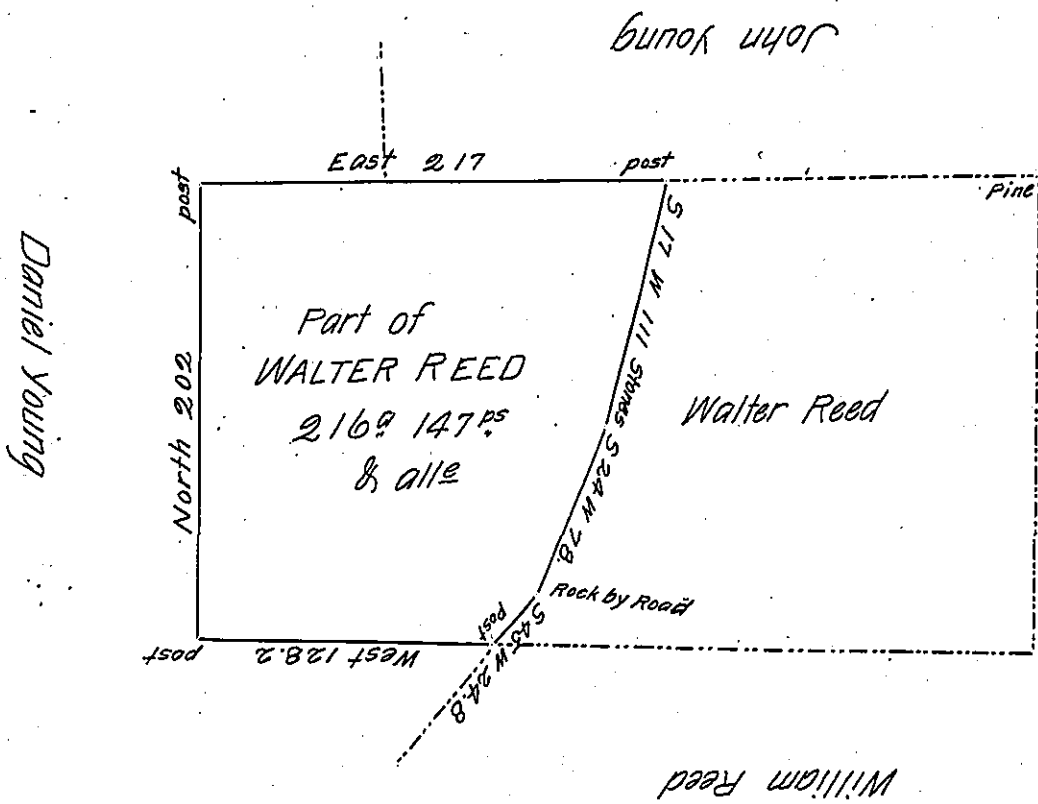 John Young
East 217
post
Pine
post
North 202
Daniel Young
Part of
WALTER REED
216a 147ps
& alle
S 17 W 111 Stones S 24 W 78.
Walter Reed
Rock by Road
post
S 45 W 24.8
West 128.2
post
William Reed